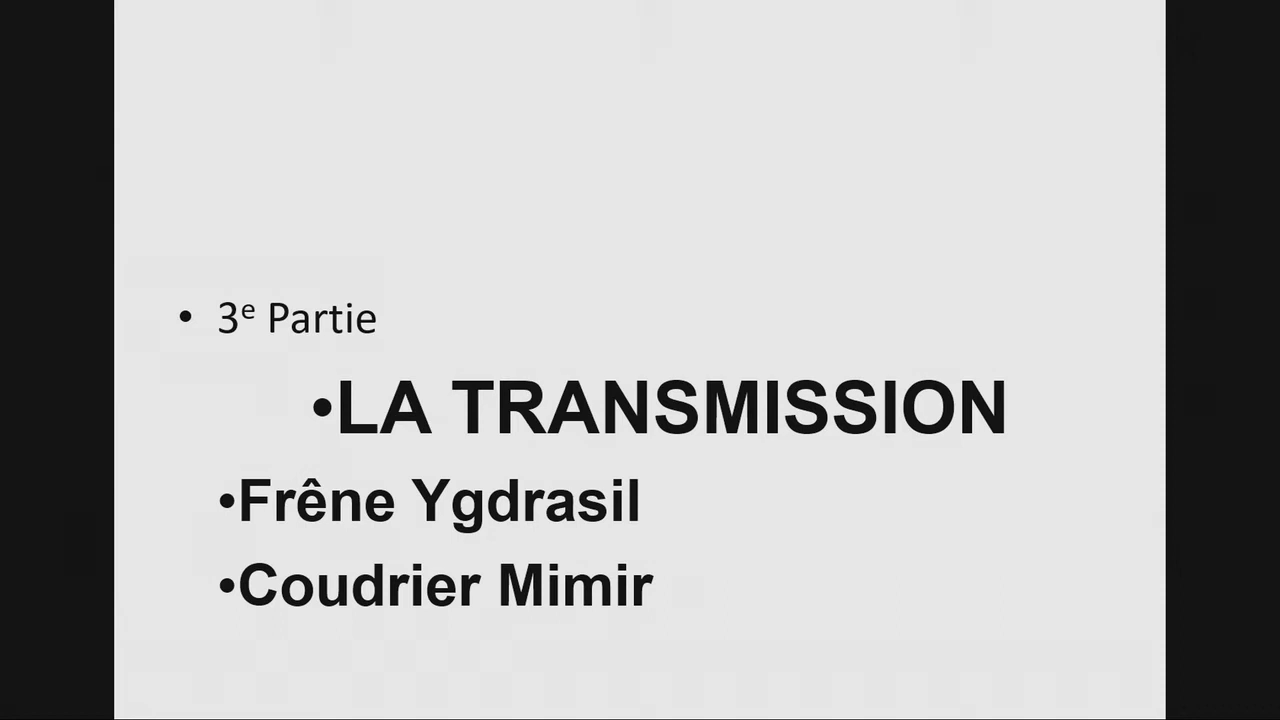 • 3e Partie
•LA TRANSMISSION
•Frêne Ygdrasil
•Coudrier Mimir